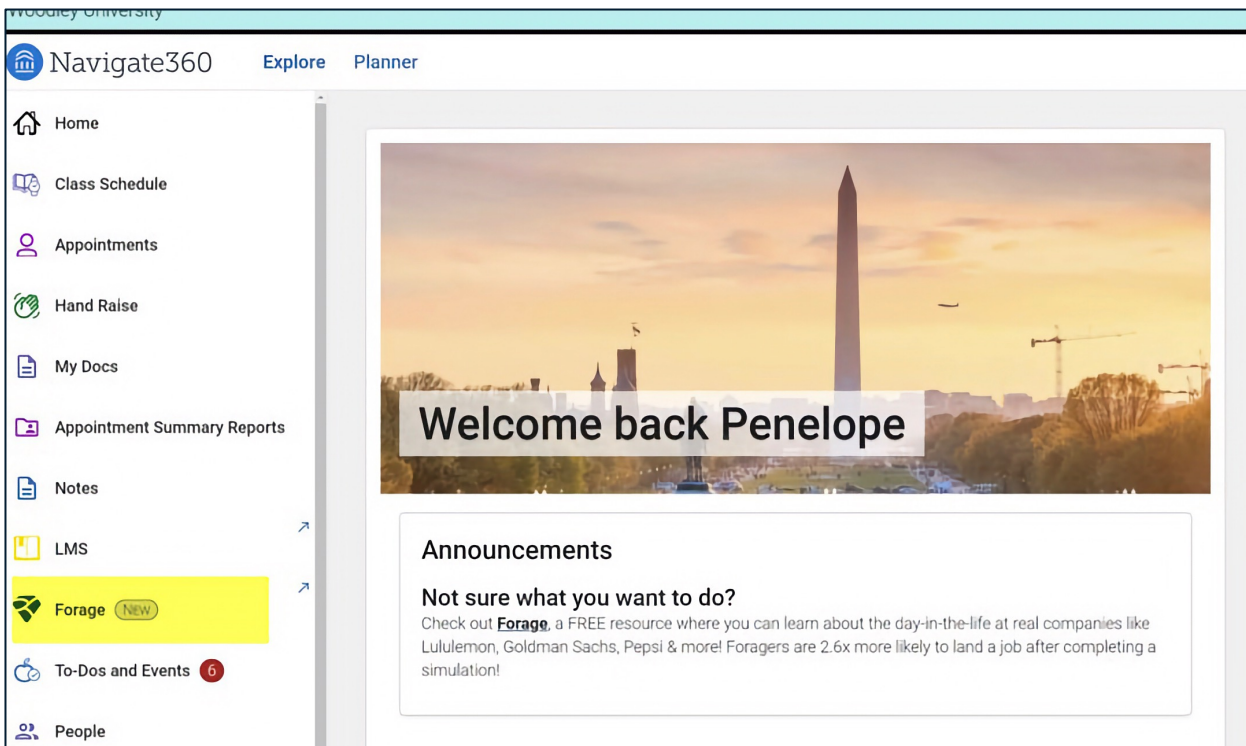 Woodley University
Navigate360
Explore
Planner
Home
Class Schedule
Appointments
Hand Raise
My Docs
Appointment Summary Reports
Notes
LMS
Forage NEW
To-Dos and Events 6
People
Welcome back Penelope
Announcements
Not sure what you want to do?
Check out Forage, a FREE resource where you can learn about the day-in-the-life at real companies like
Lululemon, Goldman Sachs, Pepsi & more! Foragers are 2.6x more likely to land a job after completing a
simulation!